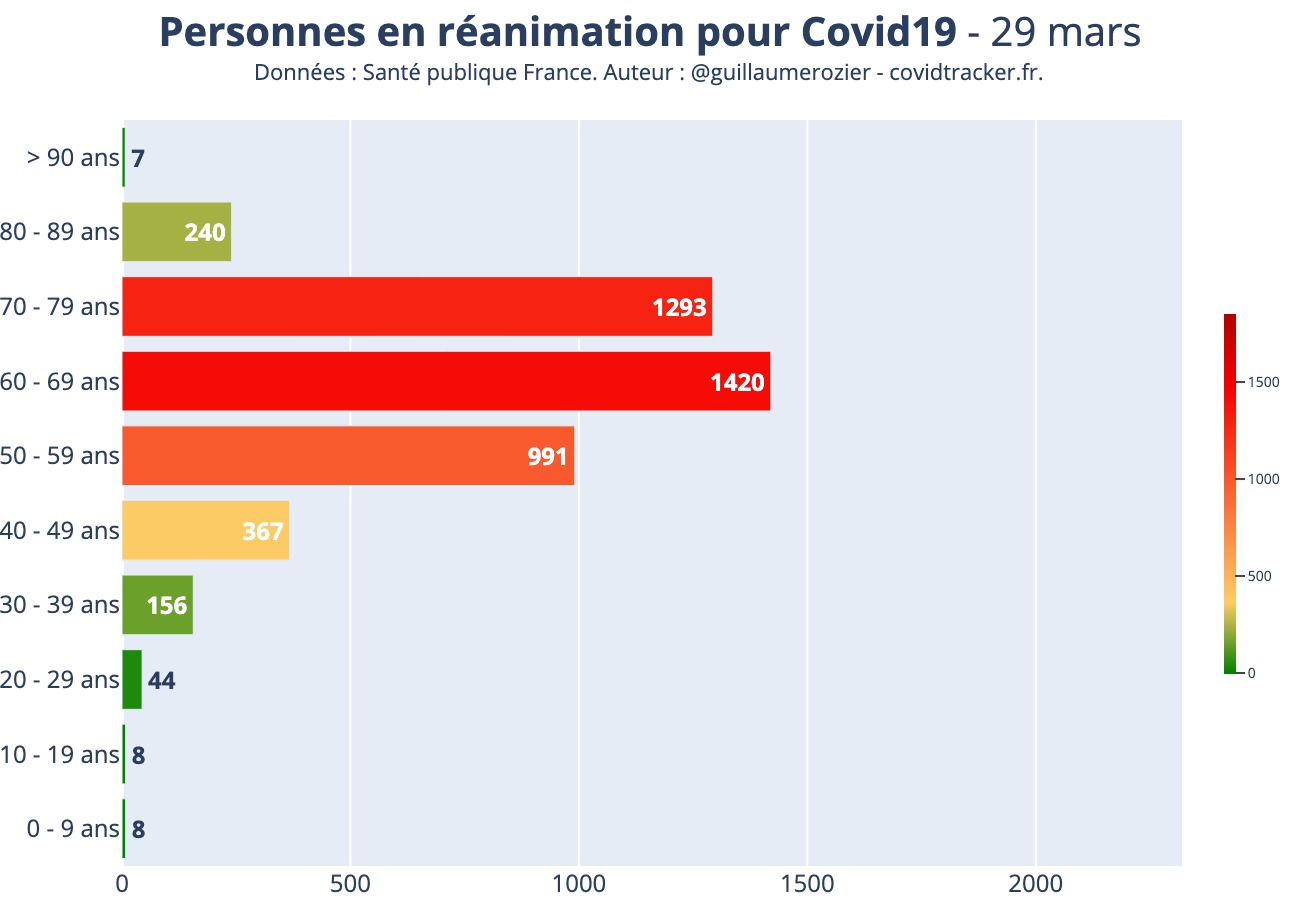 Personnes en réanimation pour Covid19 - 29 mars
Données : Santé publique France. Auteur : @guillaumerozier - covidtracker.fr.
> 90 ans 7
80 - 89 ans 240
70 - 79 ans 1293
60 - 69 ans 1420
50 - 59 ans 991
40 - 49 ans 367
30 - 39 ans 156
20 - 29 ans 44
10 - 19 ans 8
0 - 9 ans 8
0 500 1000 1500 2000
1500
1000
500
0